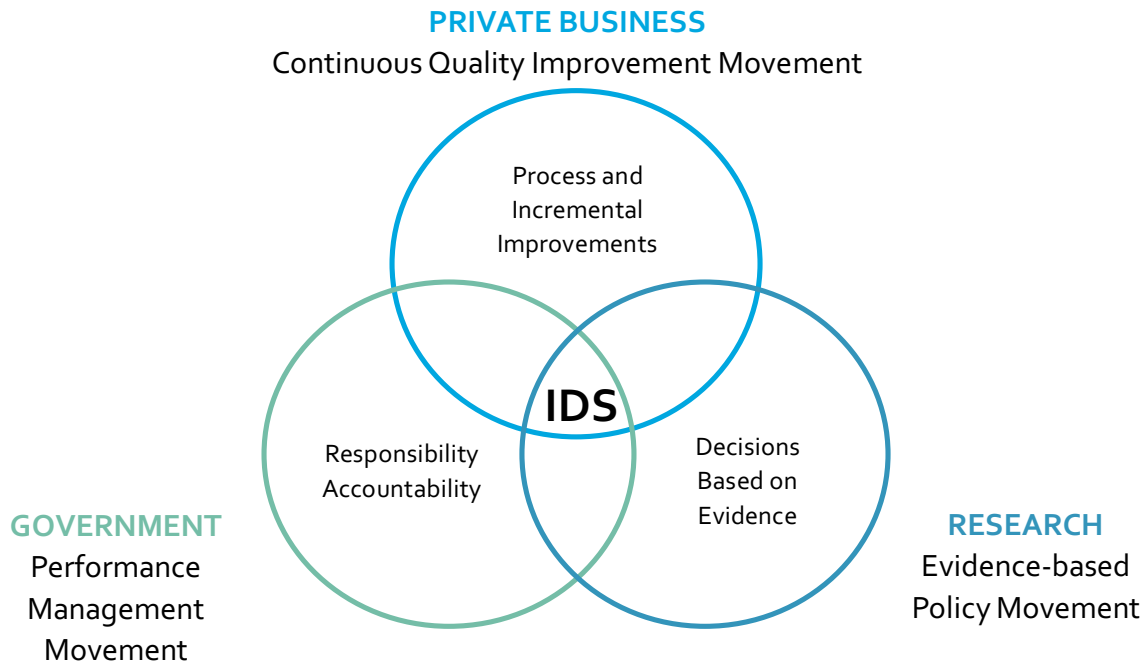 PRIVATE BUSINESS
Continuous Quality Improvement Movement
Process and
Incremental
Improvements
IDS
Responsibility
Accountability
Decisions
Based on
Evidence
GOVERNMENT
Performance
Management
Movement
RESEARCH
Evidence-based
Policy Movement